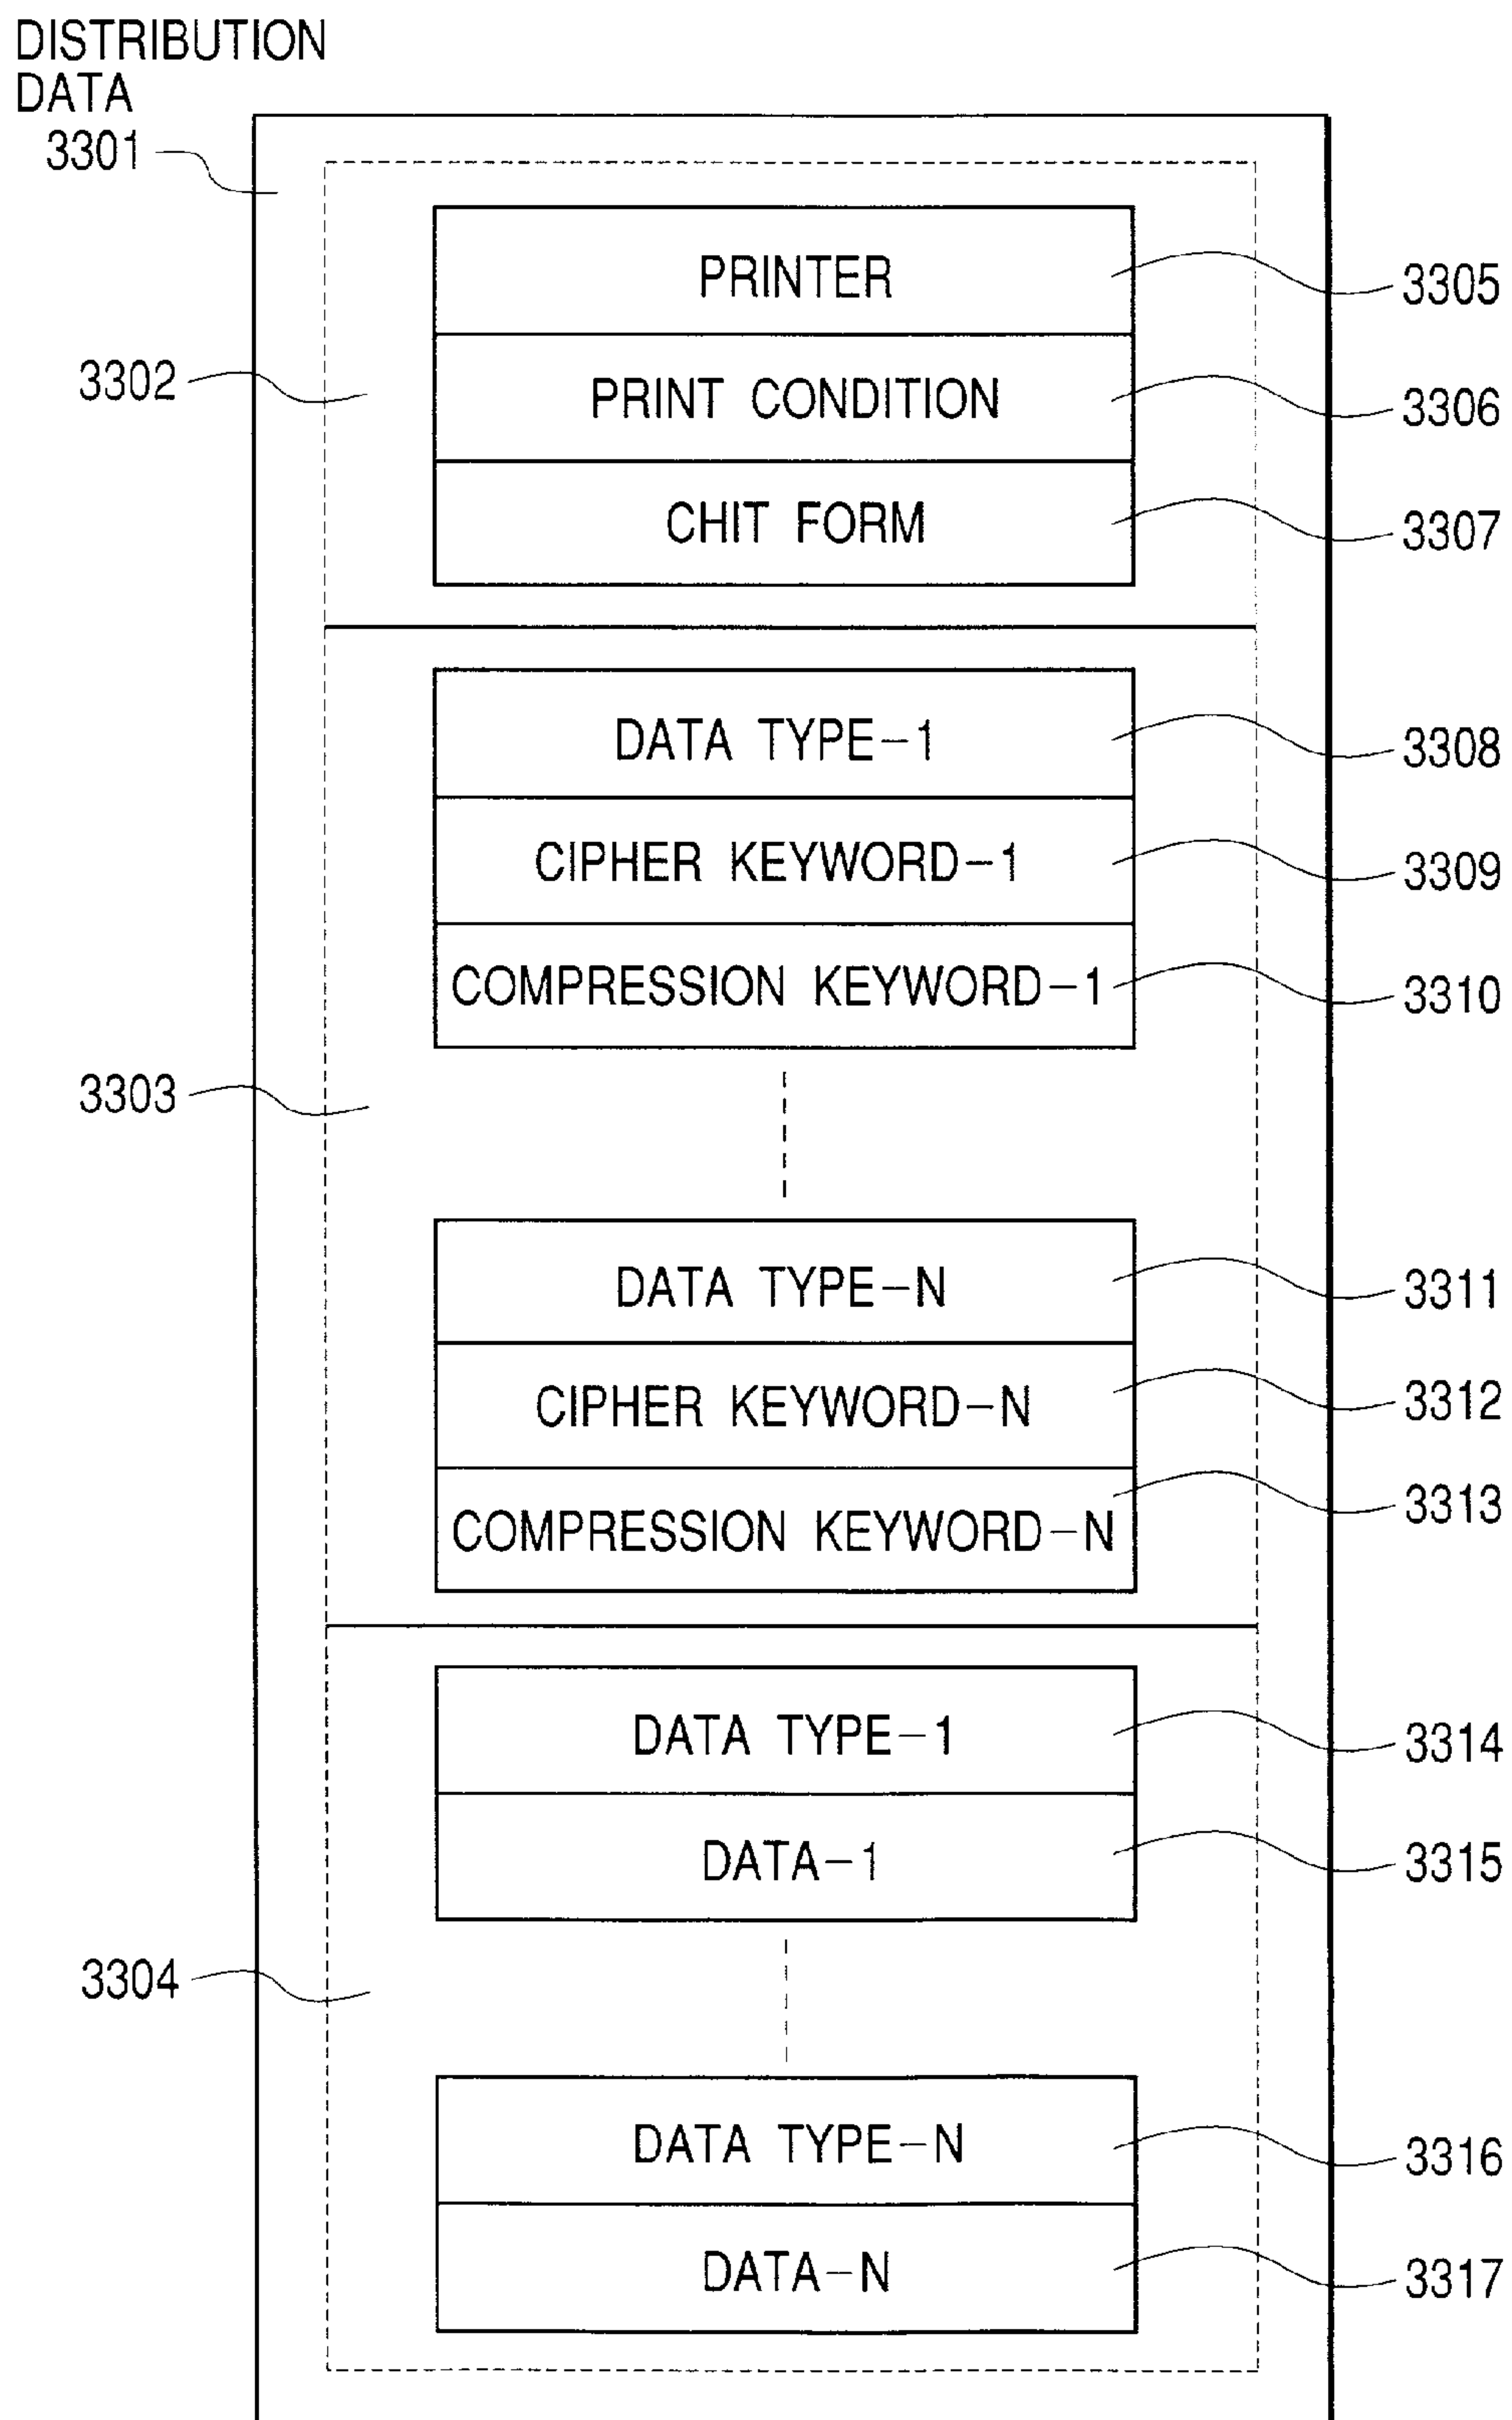 DISTRIBUTION
DATA
3301
PRINTER
3305
3302
PRINT CONDITION
3306
CHIT FORM
3307
DATA TYPE-1
3308
CIPHER KEYWORD-1
3309
COMPRESSION KEYWORD-1
3310
3303
DATA TYPE-N
3311
CIPHER KEYWORD-N
3312
COMPRESSION KEYWORD-N
3313
DATA TYPE-1
3314
DATA-1
3315
3304
DATA TYPE-N
3316
DATA-N
3317